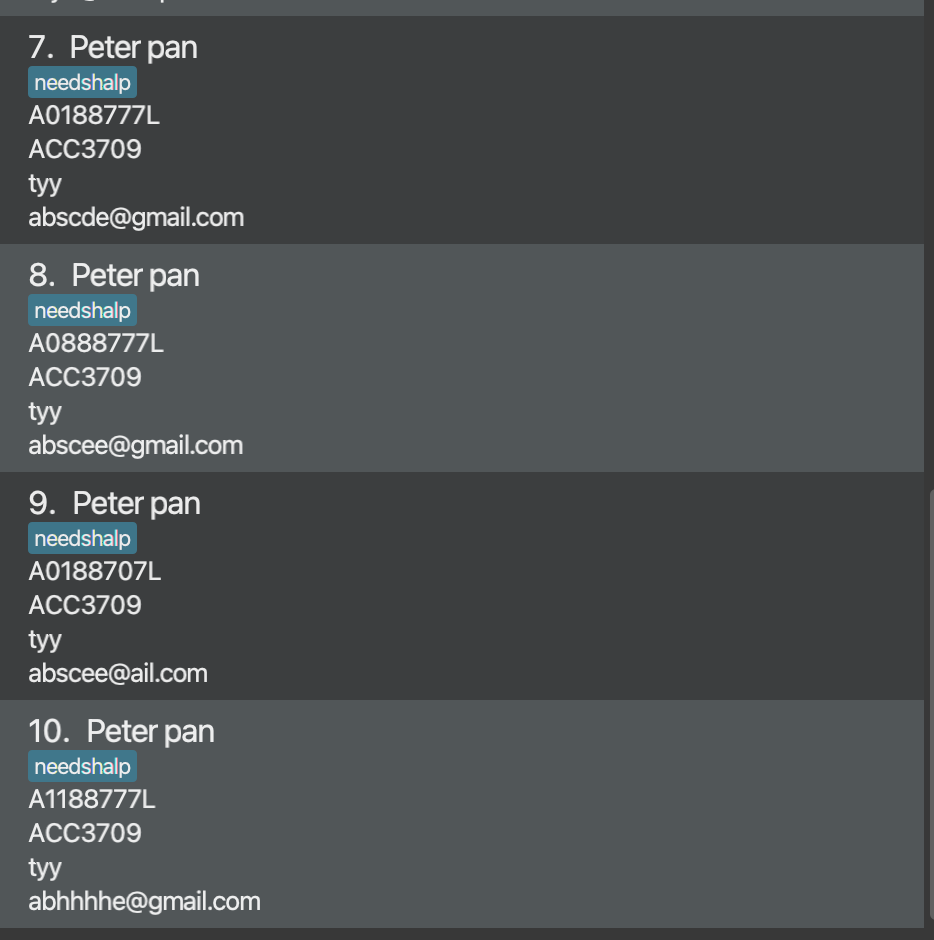 7. Peter pan
needshalp
A0188777L
ACC3709
tyy
abscde@gmail.com
8. Peter pan
needshalp
A0888777L
ACC3709
tyy
abscee@gmail.com
9. Peter pan
needshalp
A0188707L
ACC3709
tyy
abscee@ail.com
10. Peter pan
needshalp
A1188777L
ACC3709
tyy
abhhhhe@gmail.com